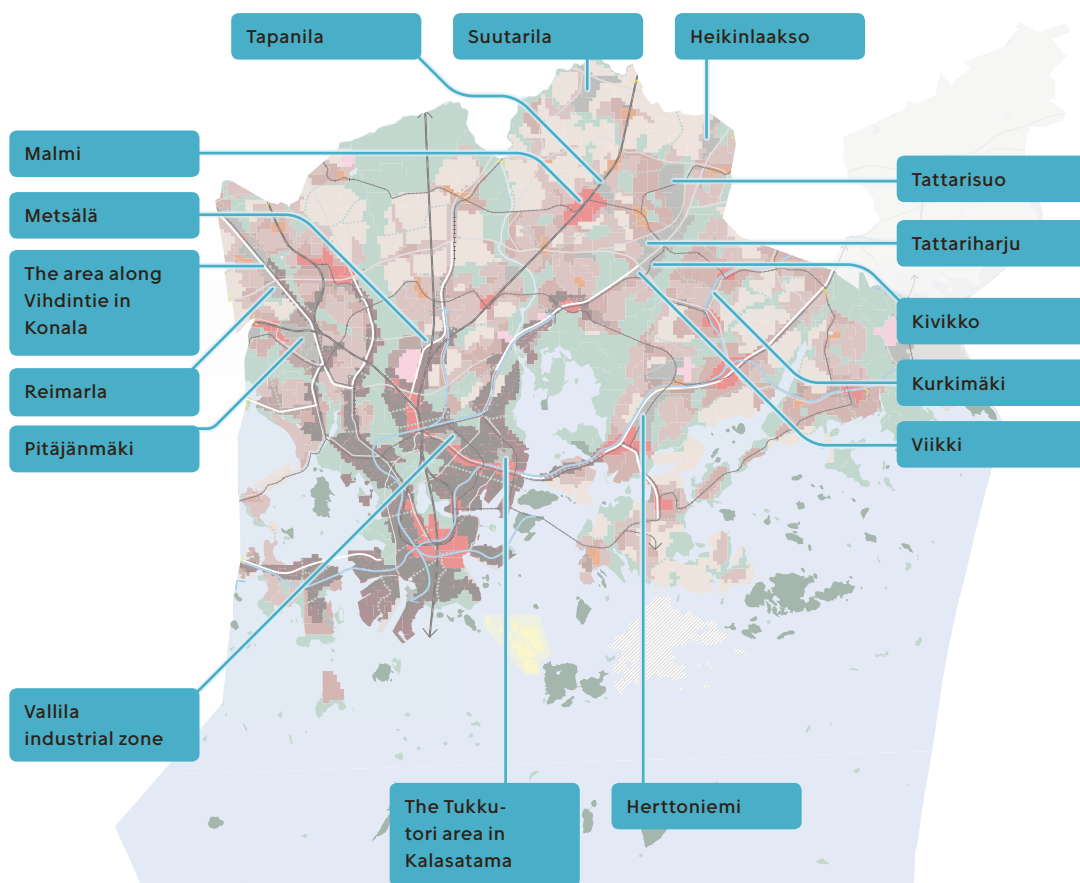 Tapanila
Suutarila
Heikinlaakso
Malmi
Metsälä
The area along
Vihdintie in
Konala
Reimarla
Pitäjänmäki
Tattarisuo
Tattariharju
Kivikko
Kurkimäki
Viikki
Vallila
industrial zone
The Tukku-
tori area in
Kalasatama
Herttoniemi